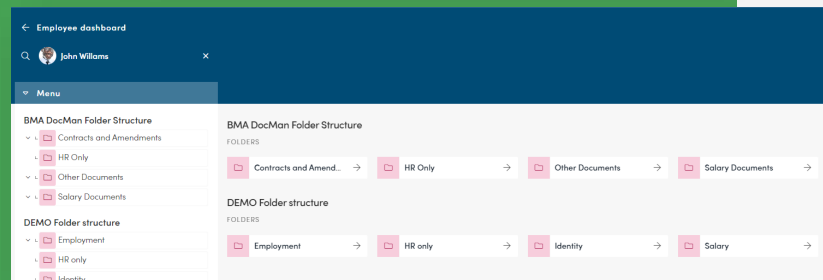 Employee dashboard
John Willams
Menu
BMA DocMan Folder Structure
Contracts and Amendments
HR Only
Other Documents
Salary Documents
DEMO Folder structure
Employment
HR only
Identity
BMA DocMan Folder Structure
FOLDERS
Contracts and Amend... HR Only Other Documents Salary Documents
DEMO Folder structure
FOLDERS
Employment HR only Identity Salary